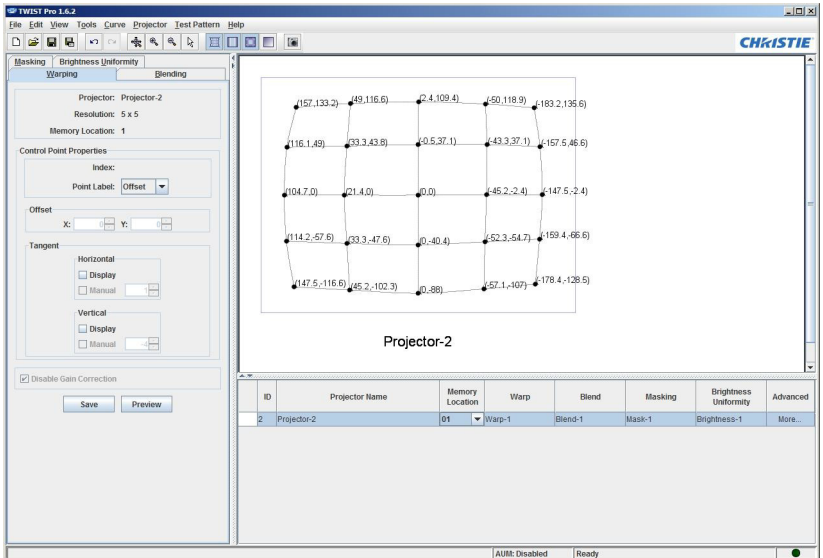 TWIST Pro 1.6.2
File Edit View Tools Curve Projector Test Pattern Help
CHRISTIE
Masking Brightness Uniformity
Warping Blending
Projector: Projector-2
Resolution: 5 x 5
Memory Location: 1
Control Point Properties
Index:
Point Label: Offset
Offset
X: 0 Y: 0
Tangent
Horizontal
Display
Manual
Vertical
Display
Manual
Disable Gain Correction
Save Preview
(157,133.2) (49,116.6) (2.4,109.4) (-50,118.9) (-183.2,135.6)
(116.1,49) (33.3,43.8) (-0.5,37.1) (-43.3,37.1) (-157.5,46.6)
(104.7,0) (21.4,0) (0,0) (-45.2,-2.4) (-147.5,-2.4)
(114.2,-57.6) (33.3,-47.6) (0,-40.4) (-52.3,-54.7) (-159.4,-66.6)
(147.5,-116.6) (45.2,-102.3) (0,-88) (-57.1,-107) (-178.4,-128.5)
Projector-2
ID Projector Name Memory Location Warp Blend Masking Brightness Uniformity Advanced
2 Projector-2 01 Warp-1 Blend-1 Mask-1 Brightness-1 More...
AUM: Disabled Ready